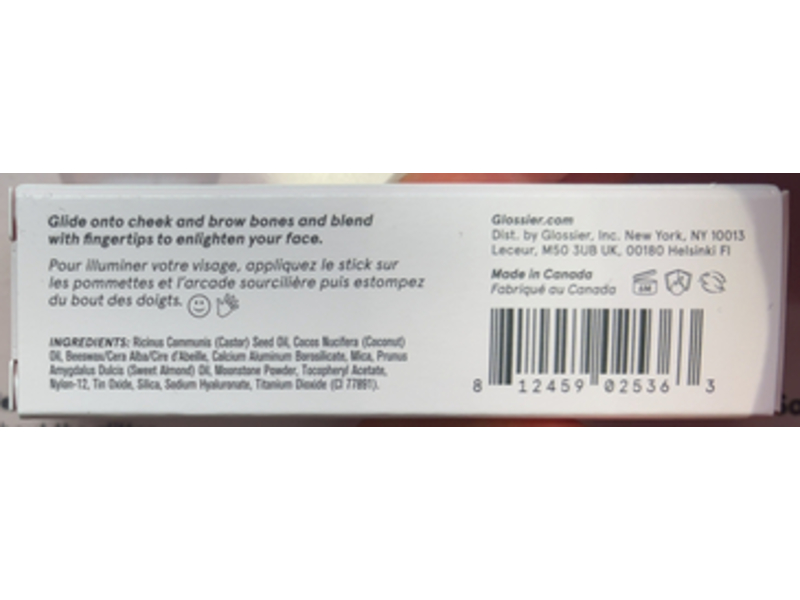 Glide onto cheek and brow bones and blend
with fingertips to enlighten your face.
Pour illuminer votre visage, appliquez le stick sur
les pommettes et l'arcade sourcilière puis estompez
du bout des doigts.
INGREDIENTS: Ricinus Communis (Castor) Seed Oil, Cocos Nucifera (Coconut)
Oil, Beeswax/Cera Alba/Cire d'Abeille, Calcium Aluminum Borosilicate, Mica, Prunus
Amygdalus Dulcis (Sweet Almond) Oil, Moonstone Powder, Tocopheryl Acetate,
Nylon-12, Tin Oxide, Silica, Sodium Hyaluronate, Titanium Dioxide (CI 77891).
Glossier.com
Dist. by Glossier, Inc. New York, NY 10013
Leceur, M50 3UB UK, 00180 Helsinki FI
Made in Canada
Fabriqué au Canada
8 12459 02536 3